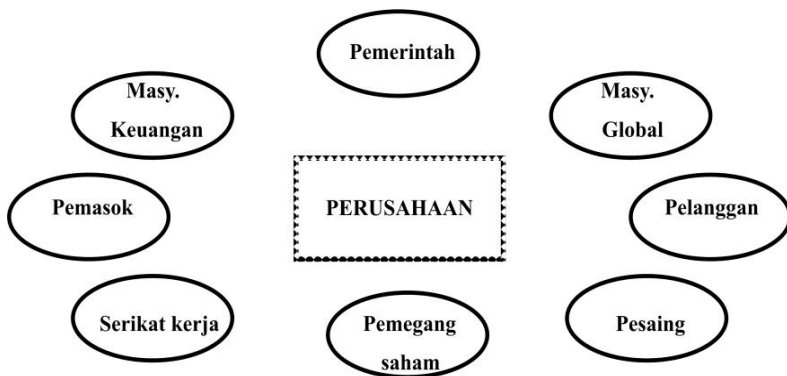 Pemerintah
Masy.
Keuangan
Masy.
Global
Pemasok
PERUSAHAAN
Pelanggan
Serikat kerja
Pemegang
saham
Pesaing